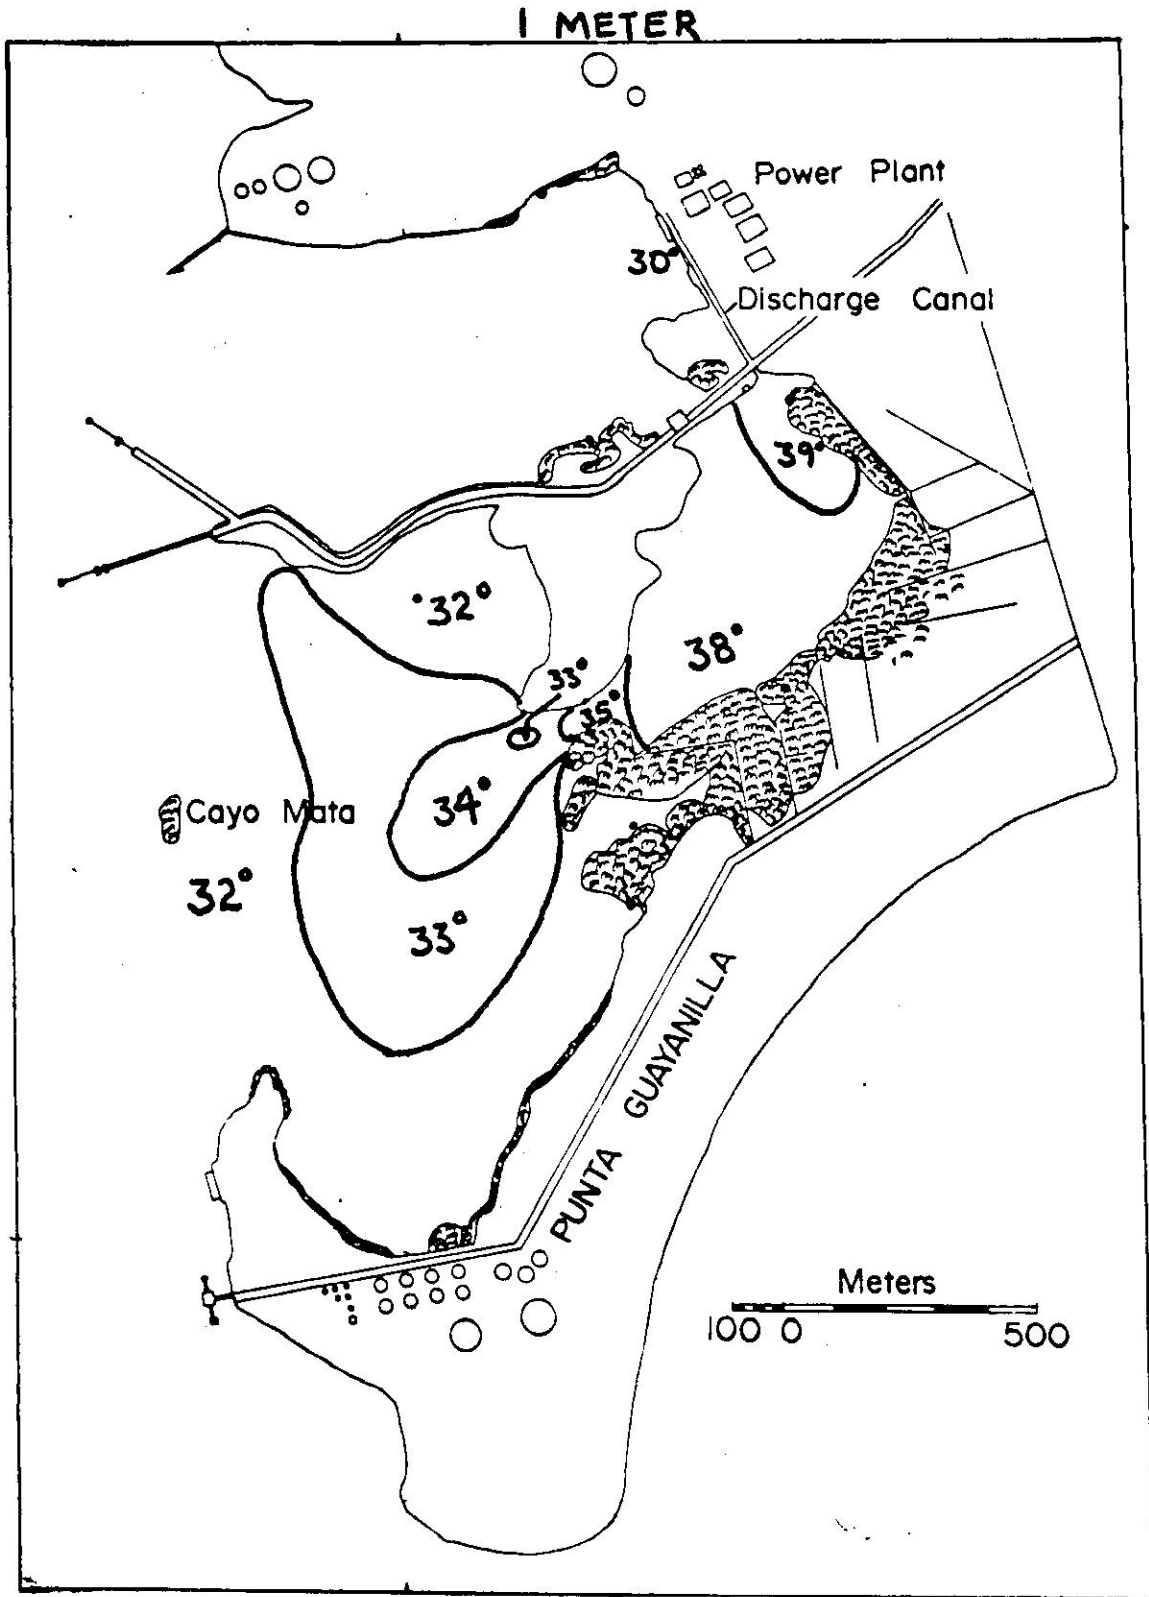 1 METER
Power Plant
30°
Discharge Canal
39°
32°
38°
33°
35°
34°
Cayo Mata
32°
33°
PUNTA GUAYANILLA
Meters
100 0 500